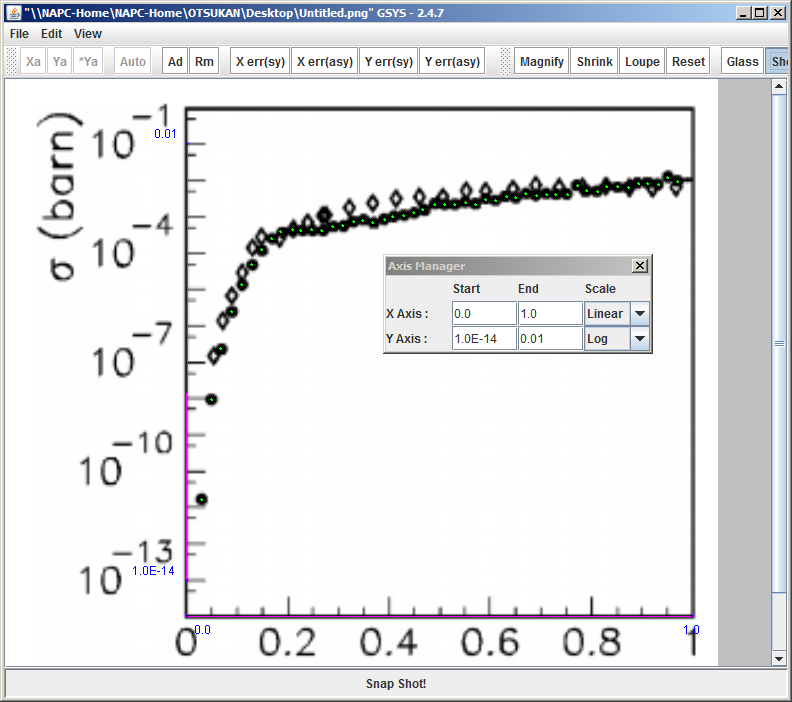 "\\NAPC-Home\NAPC-Home\OTSUKAN\Desktop\Untitled.png" GSYS - 2.4.7
File Edit View
Xa Ya *Ya Auto Ad Rm X err(sy) X err(asy) Y err(sy) Y err(asy) Magnify Shrink Loupe Reset Glass Sho
10⁻¹
0.01
σ (barn)
10⁻⁴
Axis Manager
Start End Scale
X Axis : 0.0 1.0 Linear
Y Axis : 1.0E-14 0.01 Log
10⁻⁷
10⁻¹⁰
10⁻¹³
1.0E-14
0.0 1.0
0 0.2 0.4 0.6 0.8 1
Snap Shot!